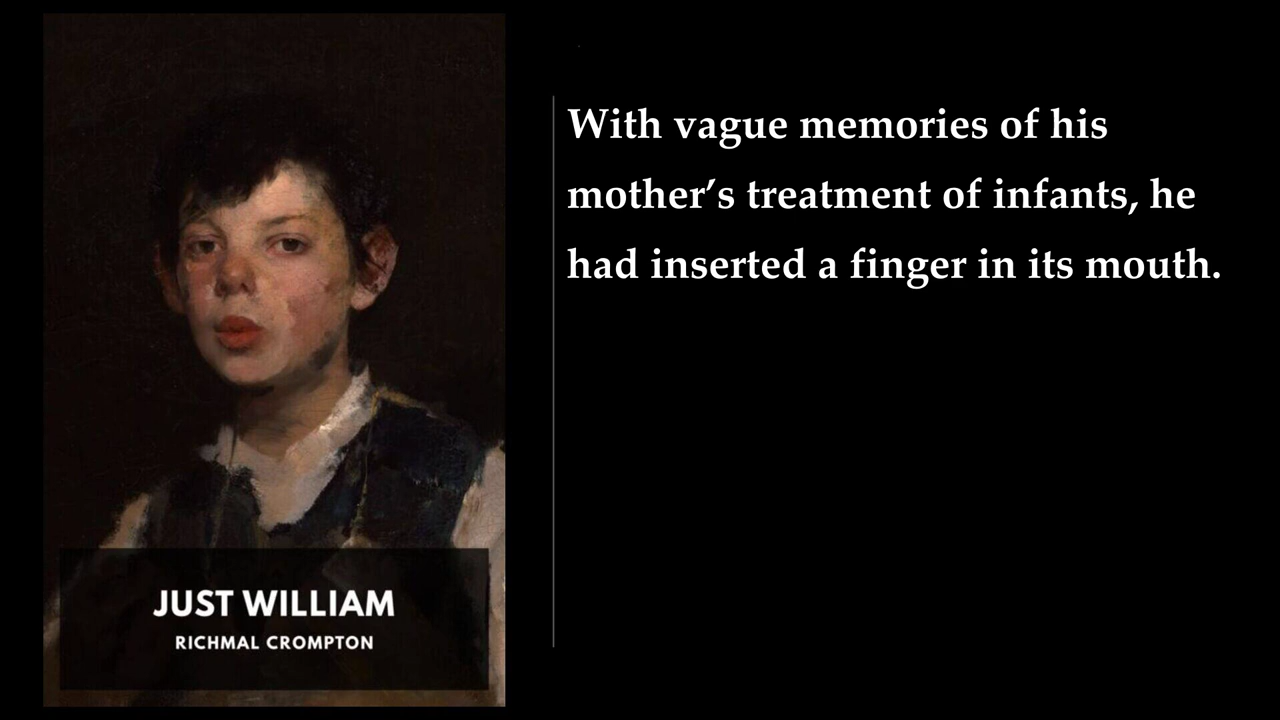 With vague memories of his
mother’s treatment of infants, he
had inserted a finger in its mouth.
JUST WILLIAM
RICHMAL CROMPTON